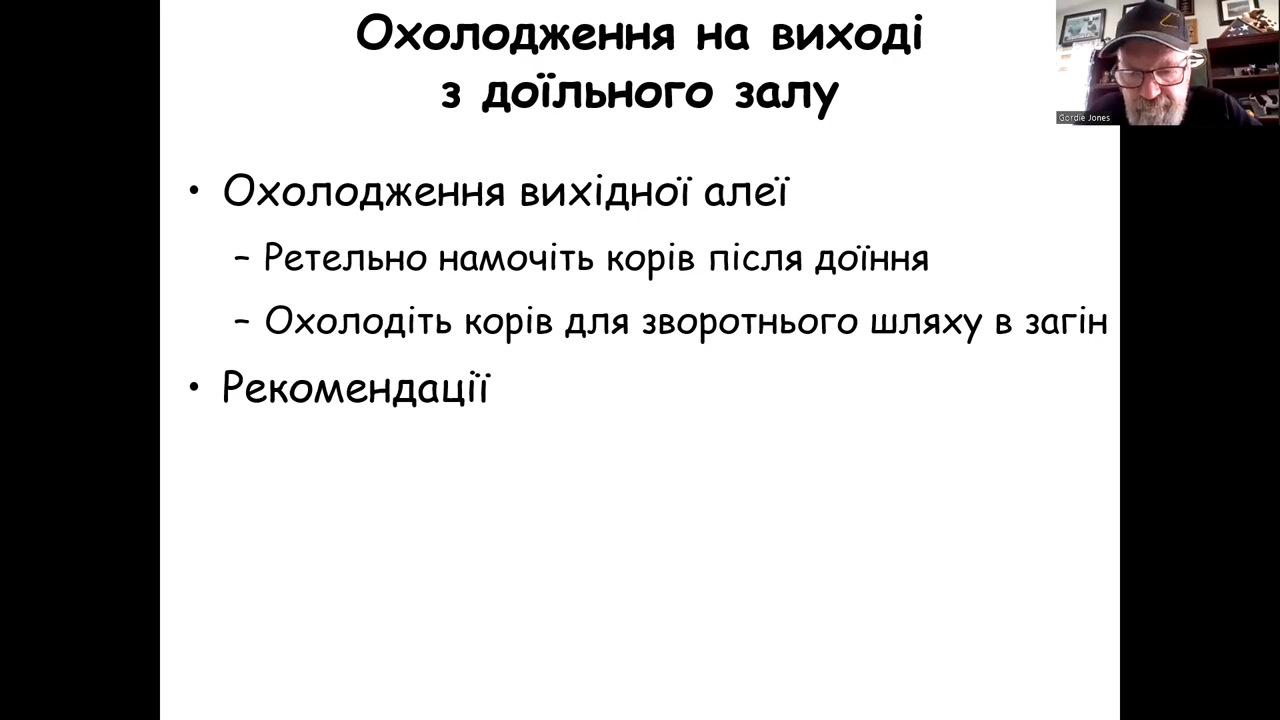 Охолодження на виході
з доїльного залу
• Охолодження вихідної алеї
– Ретельно намочіть корів після доїння
– Охолодіть корів для зворотнього шляху в загін
• Рекомендації
Gordie Jones